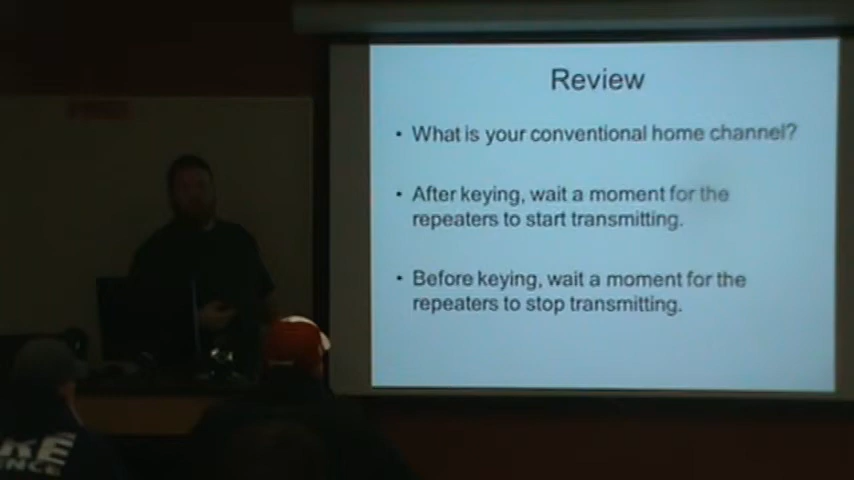 Review
• What is your conventional home channel?
• After keying, wait a moment for the
repeaters to start transmitting.
• Before keying, wait a moment for the
repeaters to stop transmitting.